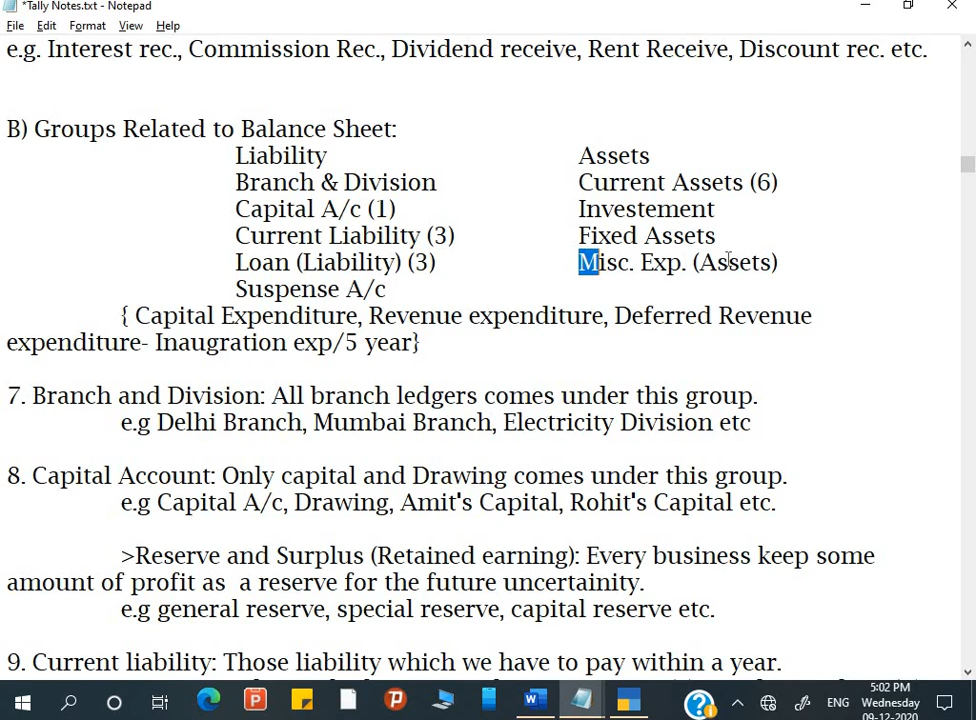 *Tally Notes.txt - Notepad
File Edit Format View Help
e.g. Interest rec., Commission Rec., Dividend receive, Rent Receive, Discount rec. etc.
B) Groups Related to Balance Sheet:
Liability Assets
Branch & Division Current Assets (6)
Capital A/c (1) Investement
Current Liability (3) Fixed Assets
Loan (Liability) (3) Misc. Exp. (Assets)
Suspense A/c
{ Capital Expenditure, Revenue expenditure, Deferred Revenue
expenditure- Inaugration exp/5 year}
7. Branch and Division: All branch ledgers comes under this group.
e.g Delhi Branch, Mumbai Branch, Electricity Division etc
8. Capital Account: Only capital and Drawing comes under this group.
e.g Capital A/c, Drawing, Amit's Capital, Rohit's Capital etc.
>Reserve and Surplus (Retained earning): Every business keep some
amount of profit as a reserve for the future uncertainity.
e.g general reserve, special reserve, capital reserve etc.
9. Current liability: Those liability which we have to pay within a year.
5:02 PM
ENG Wednesday
09-12-2020